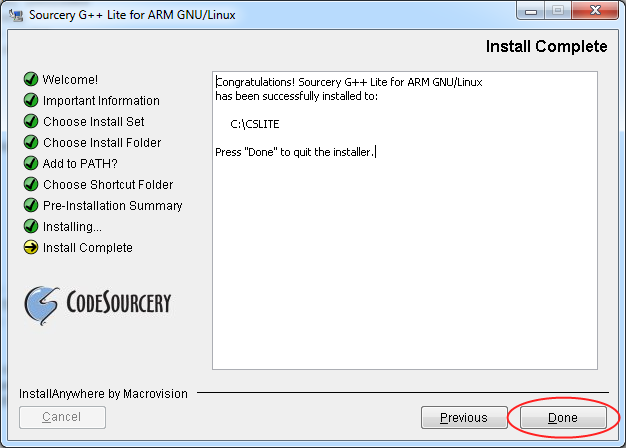 Sourcery G++ Lite for ARM GNU/Linux
Install Complete
Welcome!
Important Information
Choose Install Set
Choose Install Folder
Add to PATH?
Choose Shortcut Folder
Pre-Installation Summary
Installing...
Install Complete
CODESOURCERY
Congratulations! Sourcery G++ Lite for ARM GNU/Linux
has been successfully installed to:
C:\CSLITE
Press "Done" to quit the installer.
InstallAnywhere by Macrovision
Cancel
Previous
Done